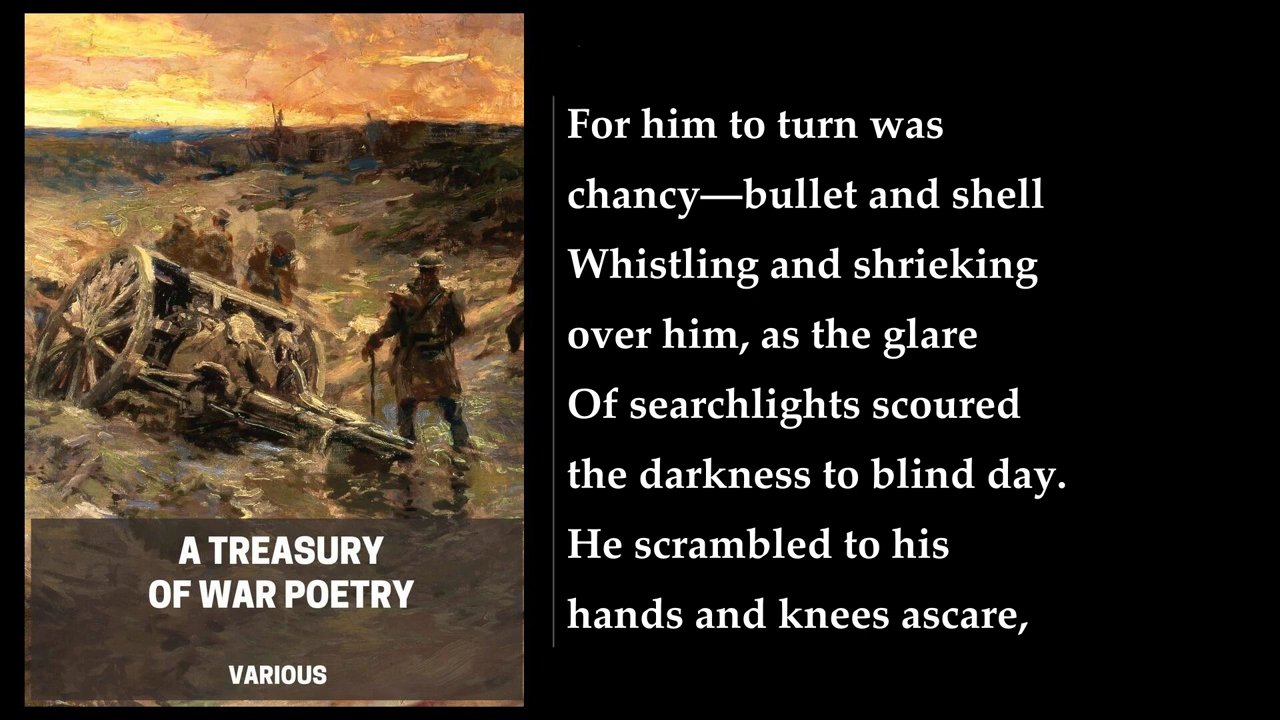 For him to turn was
chancy—bullet and shell
Whistling and shrieking
over him, as the glare
Of searchlights scoured
the darkness to blind day.
He scrambled to his
hands and knees ascare,
A TREASURY
OF WAR POETRY
VARIOUS